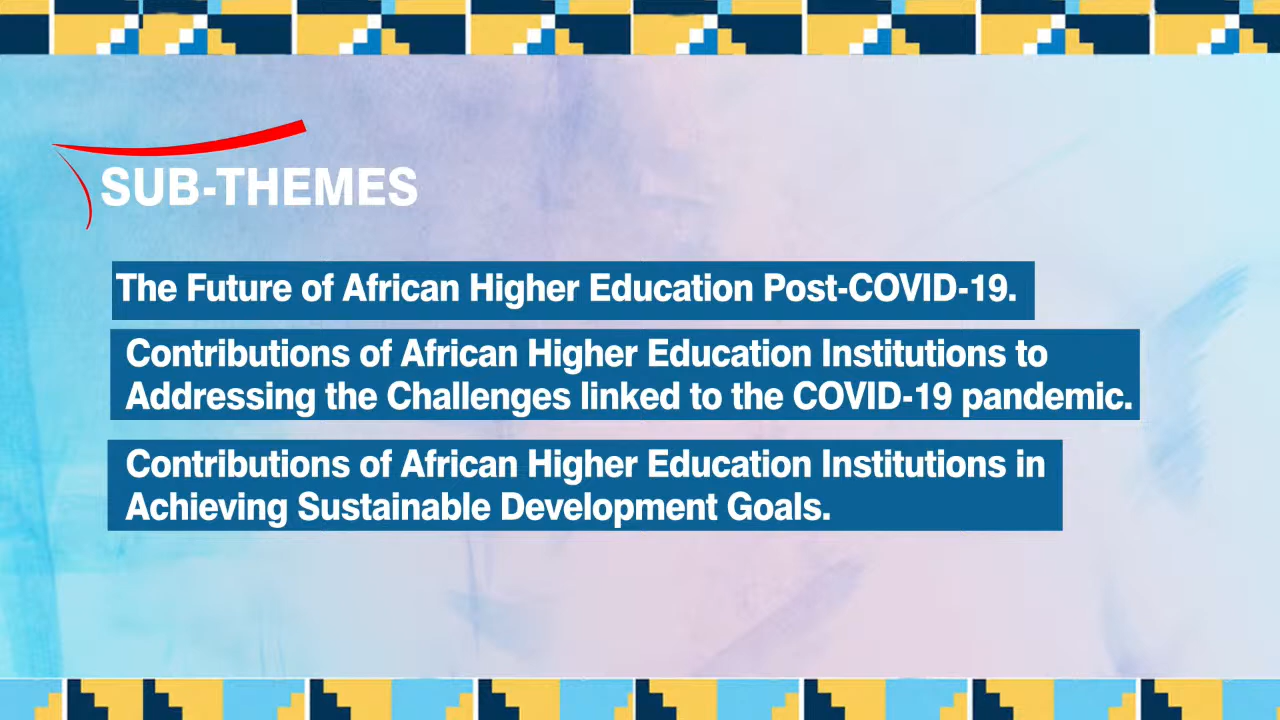 SUB-THEMES
The Future of African Higher Education Post-COVID-19.
Contributions of African Higher Education Institutions to
Addressing the Challenges linked to the COVID-19 pandemic.
Contributions of African Higher Education Institutions in
Achieving Sustainable Development Goals.